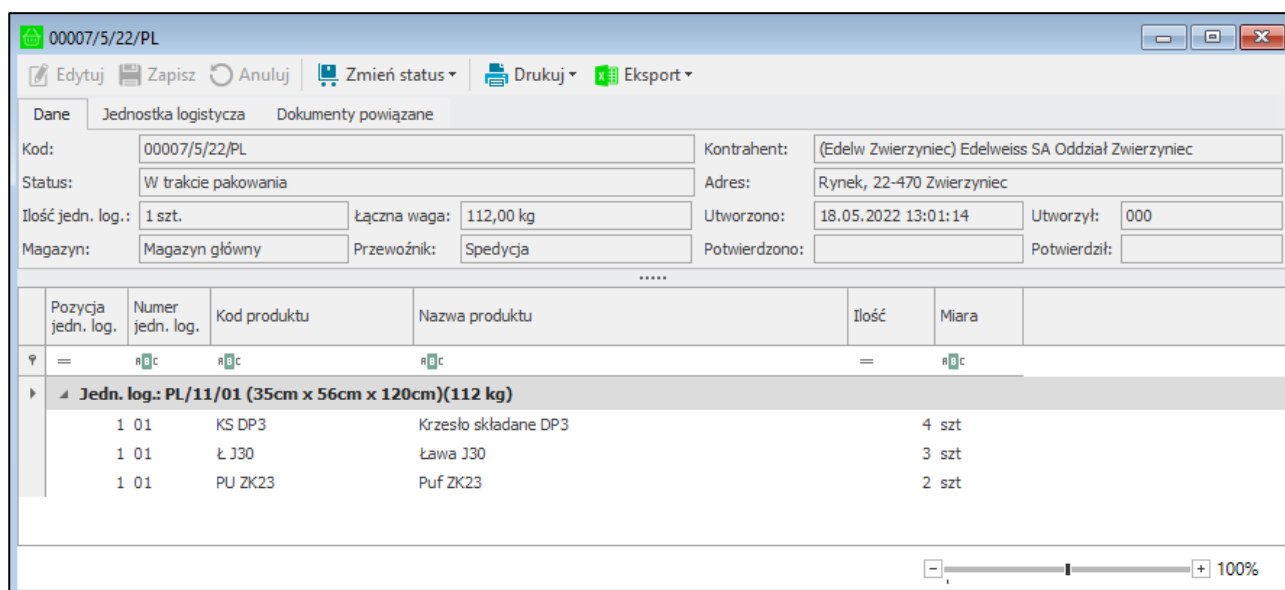 00007/5/22/PL
Edytuj Zapisz Anuluj Zmień status Drukuj Eksport
Dane Jednostka logistycza Dokumenty powiązane
Kod: 00007/5/22/PL Kontrahent: (Edelw Zwierzyniec) Edelweiss SA Oddział Zwierzyniec
Status: W trakcie pakowania Adres: Rynek, 22-470 Zwierzyniec
Ilość jedn. log.: 1 szt. Łączna waga: 112,00 kg Utworzono: 18.05.2022 13:01:14 Utworzył: 000
Magazyn: Magazyn główny Przewoźnik: Spedycja Potwierdzono: Potwierdził:
Pozycja jedn. log. Numer jedn. log. Kod produktu Nazwa produktu Ilość Miara
= ABC ABC ABC = ABC
Jedn. log.: PL/11/01 (35cm x 56cm x 120cm)(112 kg)
1 01 KS DP3 Krzesło składane DP3 4 szt
1 01 Ł J30 Ława J30 3 szt
1 01 PU ZK23 Puf ZK23 2 szt
100%